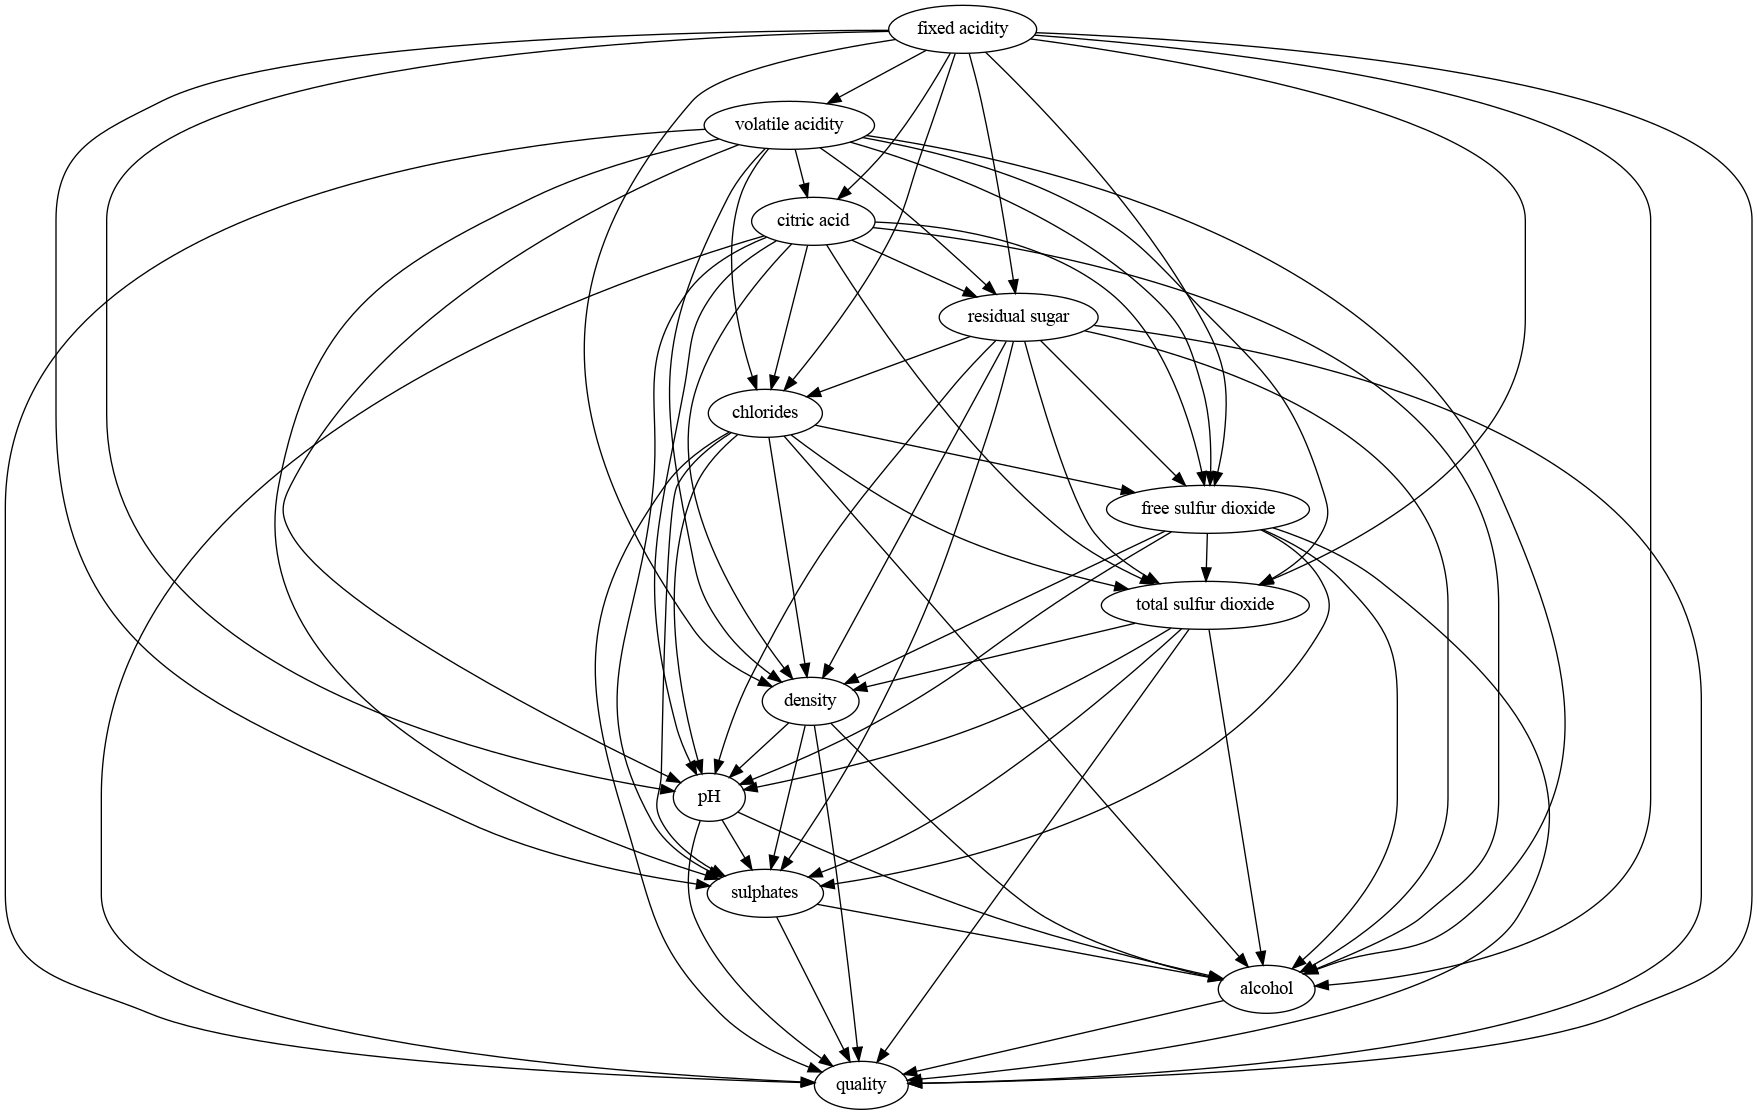 fixed acidity
volatile acidity
citric acid
residual sugar
chlorides
free sulfur dioxide
total sulfur dioxide
density
pH
sulphates
alcohol
quality